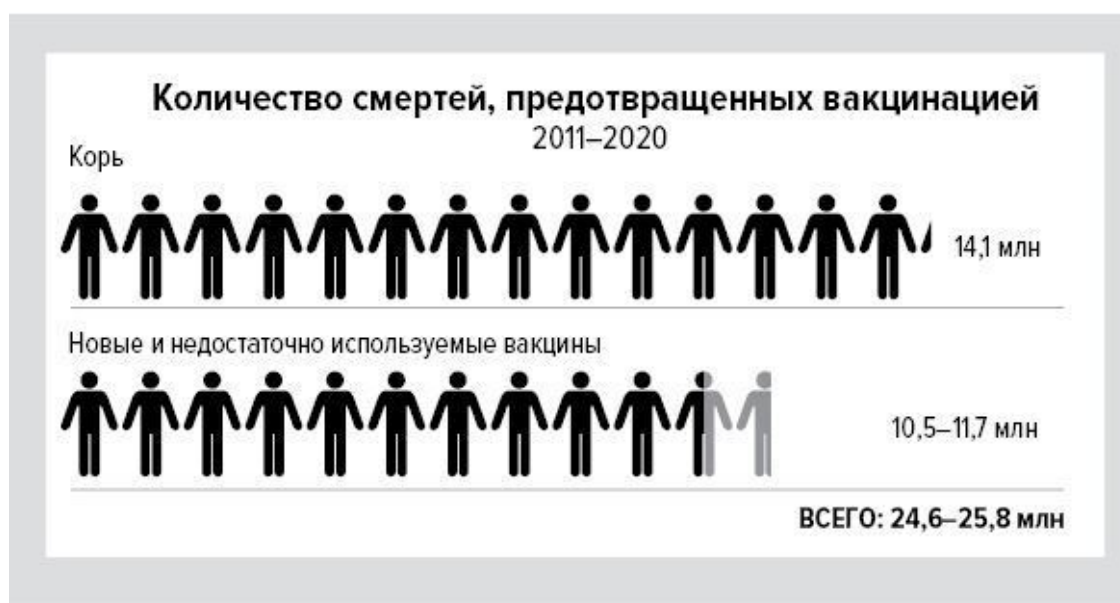 Количество смертей, предотвращенных вакцинацией
2011–2020
Корь
14,1 млн
Новые и недостаточно используемые вакцины
10,5–11,7 млн
ВСЕГО: 24,6–25,8 млн